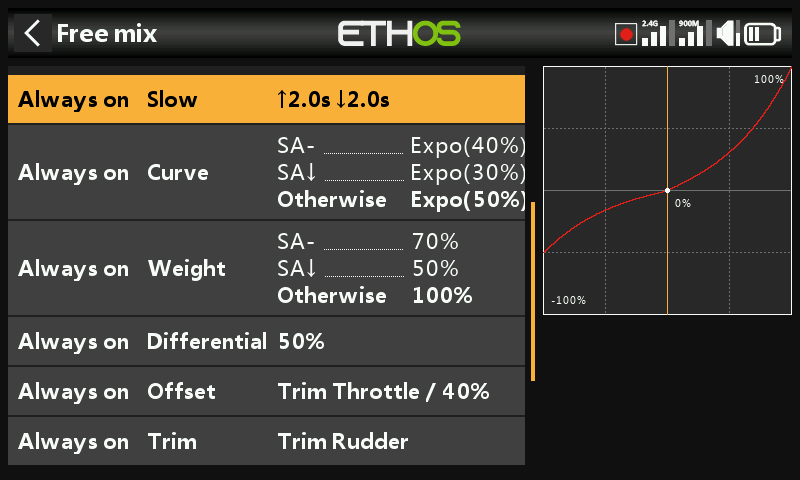 Free mix
ETHOS
2.4G 900M
Always on Slow ↑2.0s ↓2.0s
SA- Expo(40%)
Always on Curve SA↓ Expo(30%)
Otherwise Expo(50%)
SA- 70%
Always on Weight SA↓ 50%
Otherwise 100%
Always on Differential 50%
Always on Offset Trim Throttle / 40%
Always on Trim Trim Rudder
100%
0%
-100%